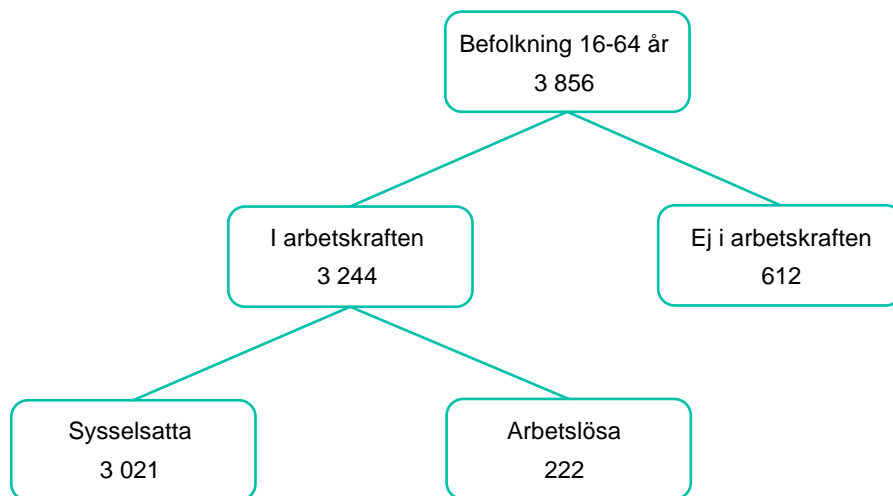 Befolkning 16-64 år
3 856
I arbetskraften
3 244
Ej i arbetskraften
612
Sysselsatta
3 021
Arbetslösa
222